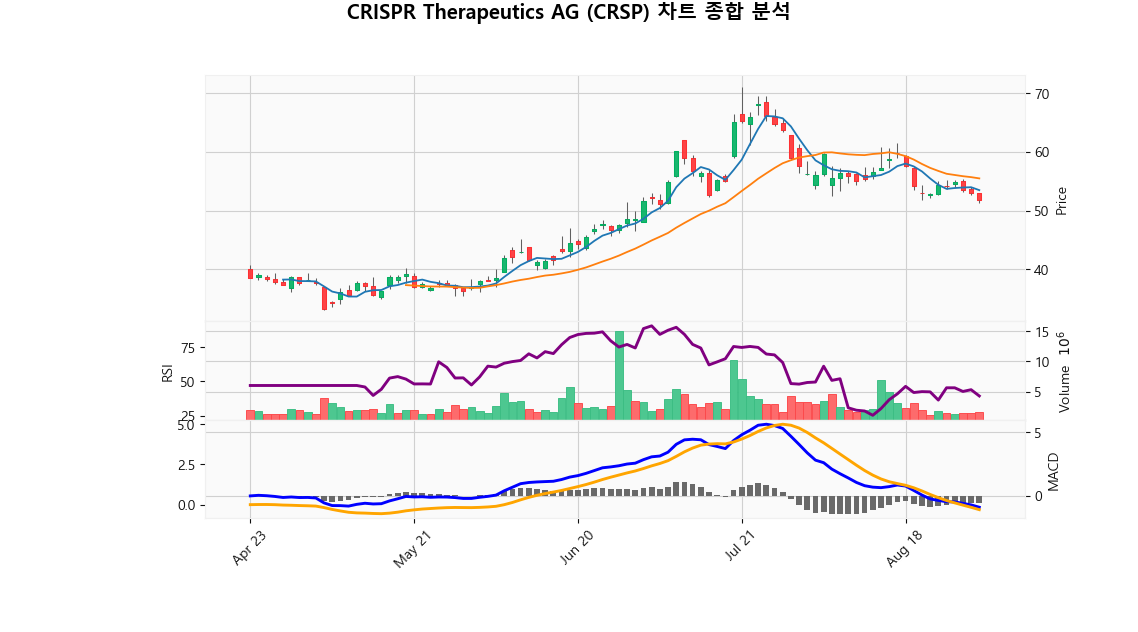 CRISPR Therapeutics AG (CRSP) 차트 종합 분석
70
60
50
40
Price
75
50
25
RSI
15
10
5
Volume 10^6
5.0
2.5
0.0
5
0
MACD
Apr 23
May 21
Jun 20
Jul 21
Aug 18